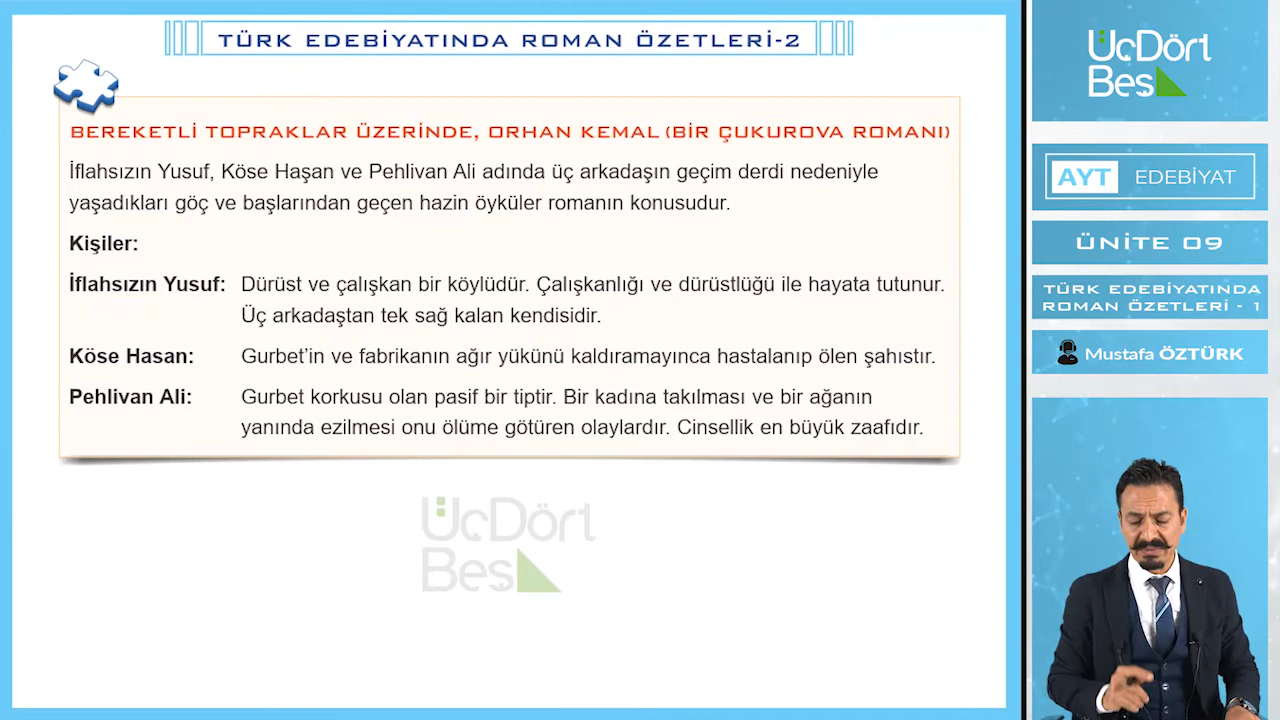 TÜRK EDEBİYATINDA ROMAN ÖZETLERİ-2
BEREKETLİ TOPRAKLAR ÜZERİNDE, ORHAN KEMAL (BİR ÇUKUROVA ROMANI)
İflahsızın Yusuf, Köse Haşan ve Pehlivan Ali adında üç arkadaşın geçim derdi nedeniyle
yaşadıkları göç ve başlarından geçen hazin öyküler romanın konusudur.
Kişiler:
İflahsızın Yusuf: Dürüst ve çalışkan bir köylüdür. Çalışkanlığı ve dürüstlüğü ile hayata tutunur.
Üç arkadaştan tek sağ kalan kendisidir.
Köse Hasan: Gurbet’in ve fabrikanın ağır yükünü kaldıramayınca hastalanıp ölen şahıstır.
Pehlivan Ali: Gurbet korkusu olan pasif bir tiptir. Bir kadına takılması ve bir ağanın
yanında ezilmesi onu ölüme götüren olaylardır. Cinsellik en büyük zaafıdır.
ÜçDört
Beş
ÜçDört
Beş
AYT EDEBİYAT
ÜNİTE 09
TÜRK EDEBİYATINDA
ROMAN ÖZETLERİ - 1
Mustafa ÖZTÜRK